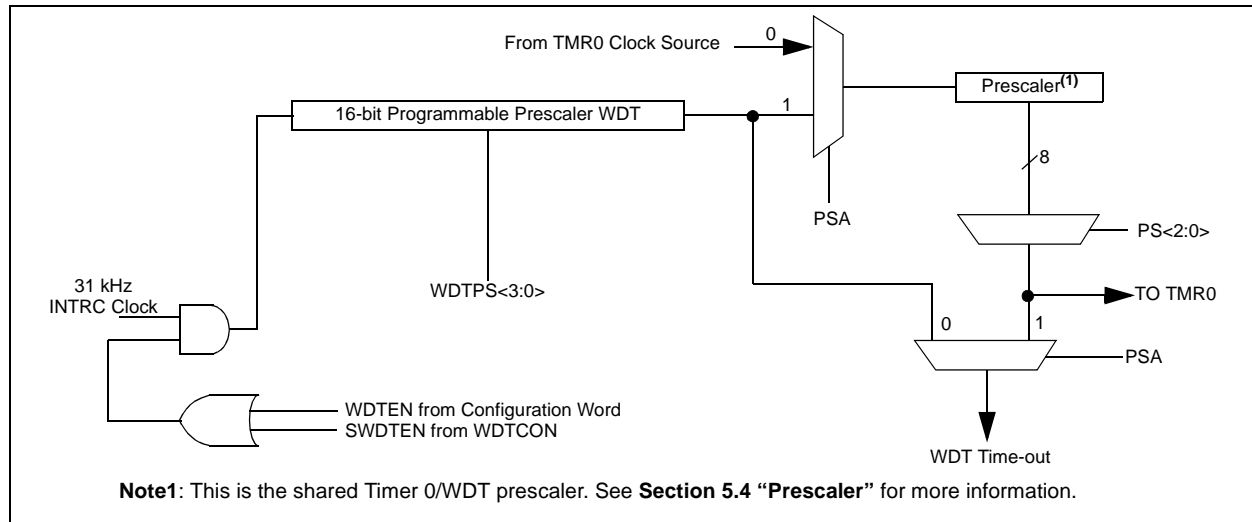 From TMR0 Clock Source
0
Prescaler(1)
16-bit Programmable Prescaler WDT
1
8
PSA
PS<2:0>
31 kHz
INTRC Clock
WDTPS<3:0>
TO TMR0
0
1
PSA
WDTEN from Configuration Word
SWDTEN from WDTCON
WDT Time-out
Note1: This is the shared Timer 0/WDT prescaler. See Section 5.4 “Prescaler” for more information.